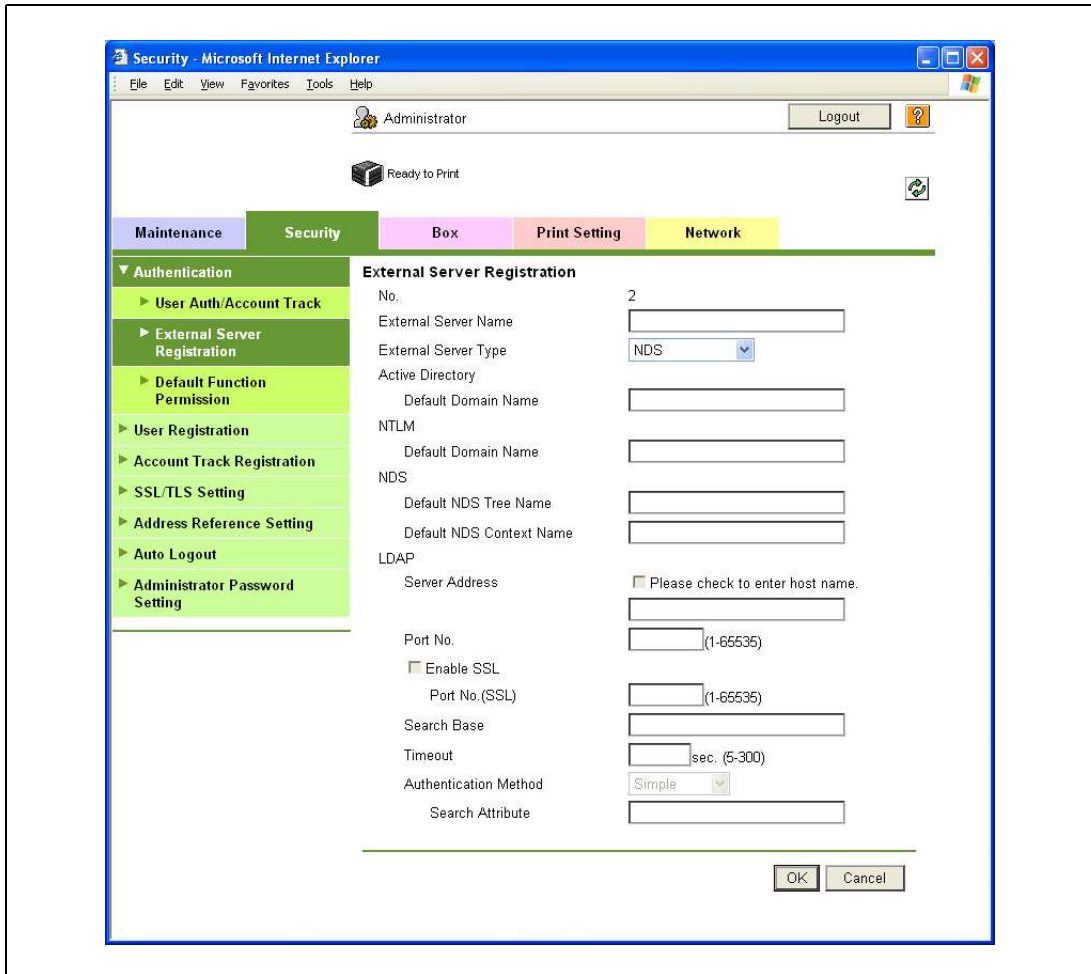 Security - Microsoft Internet Explorer
File Edit View Favorites Tools Help
Administrator
Logout
?
Ready to Print
Maintenance Security Box Print Setting Network
Authentication
User Auth/Account Track
External Server
Registration
Default Function
Permission
User Registration
Account Track Registration
SSL/TLS Setting
Address Reference Setting
Auto Logout
Administrator Password
Setting
External Server Registration
No. 2
External Server Name
External Server Type NDS
Active Directory
Default Domain Name
NTLM
Default Domain Name
NDS
Default NDS Tree Name
Default NDS Context Name
LDAP
Server Address Please check to enter host name.
Port No. (1-65535)
Enable SSL
Port No.(SSL) (1-65535)
Search Base
Timeout sec. (5-300)
Authentication Method Simple
Search Attribute
OK Cancel